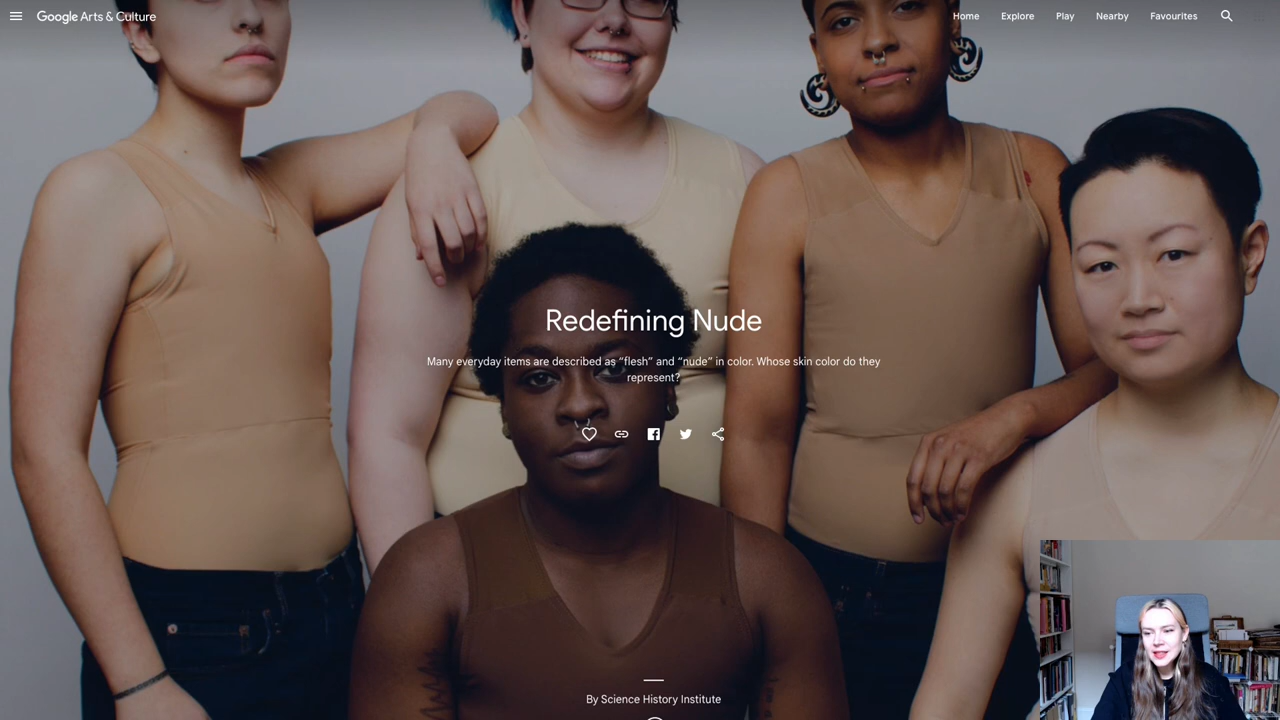 Google Arts & Culture
Home Explore Play Nearby Favourites
Redefining Nude
Many everyday items are described as “flesh” and “nude” in color. Whose skin color do they
represent?
By Science History Institute